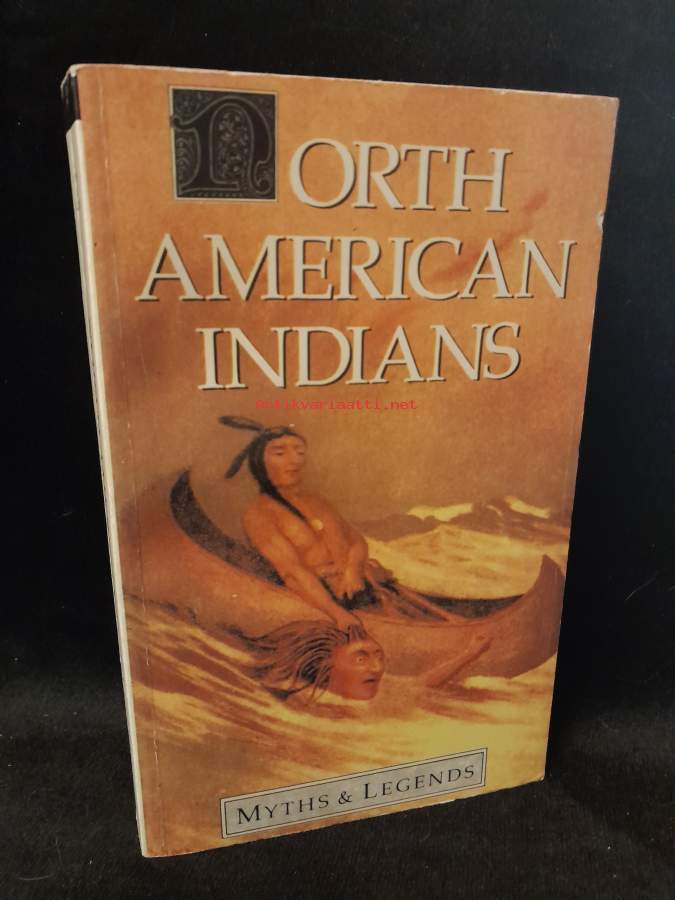 NORTH
AMERICAN
INDIANS
antikvariaatti.net
MYTHS & LEGENDS